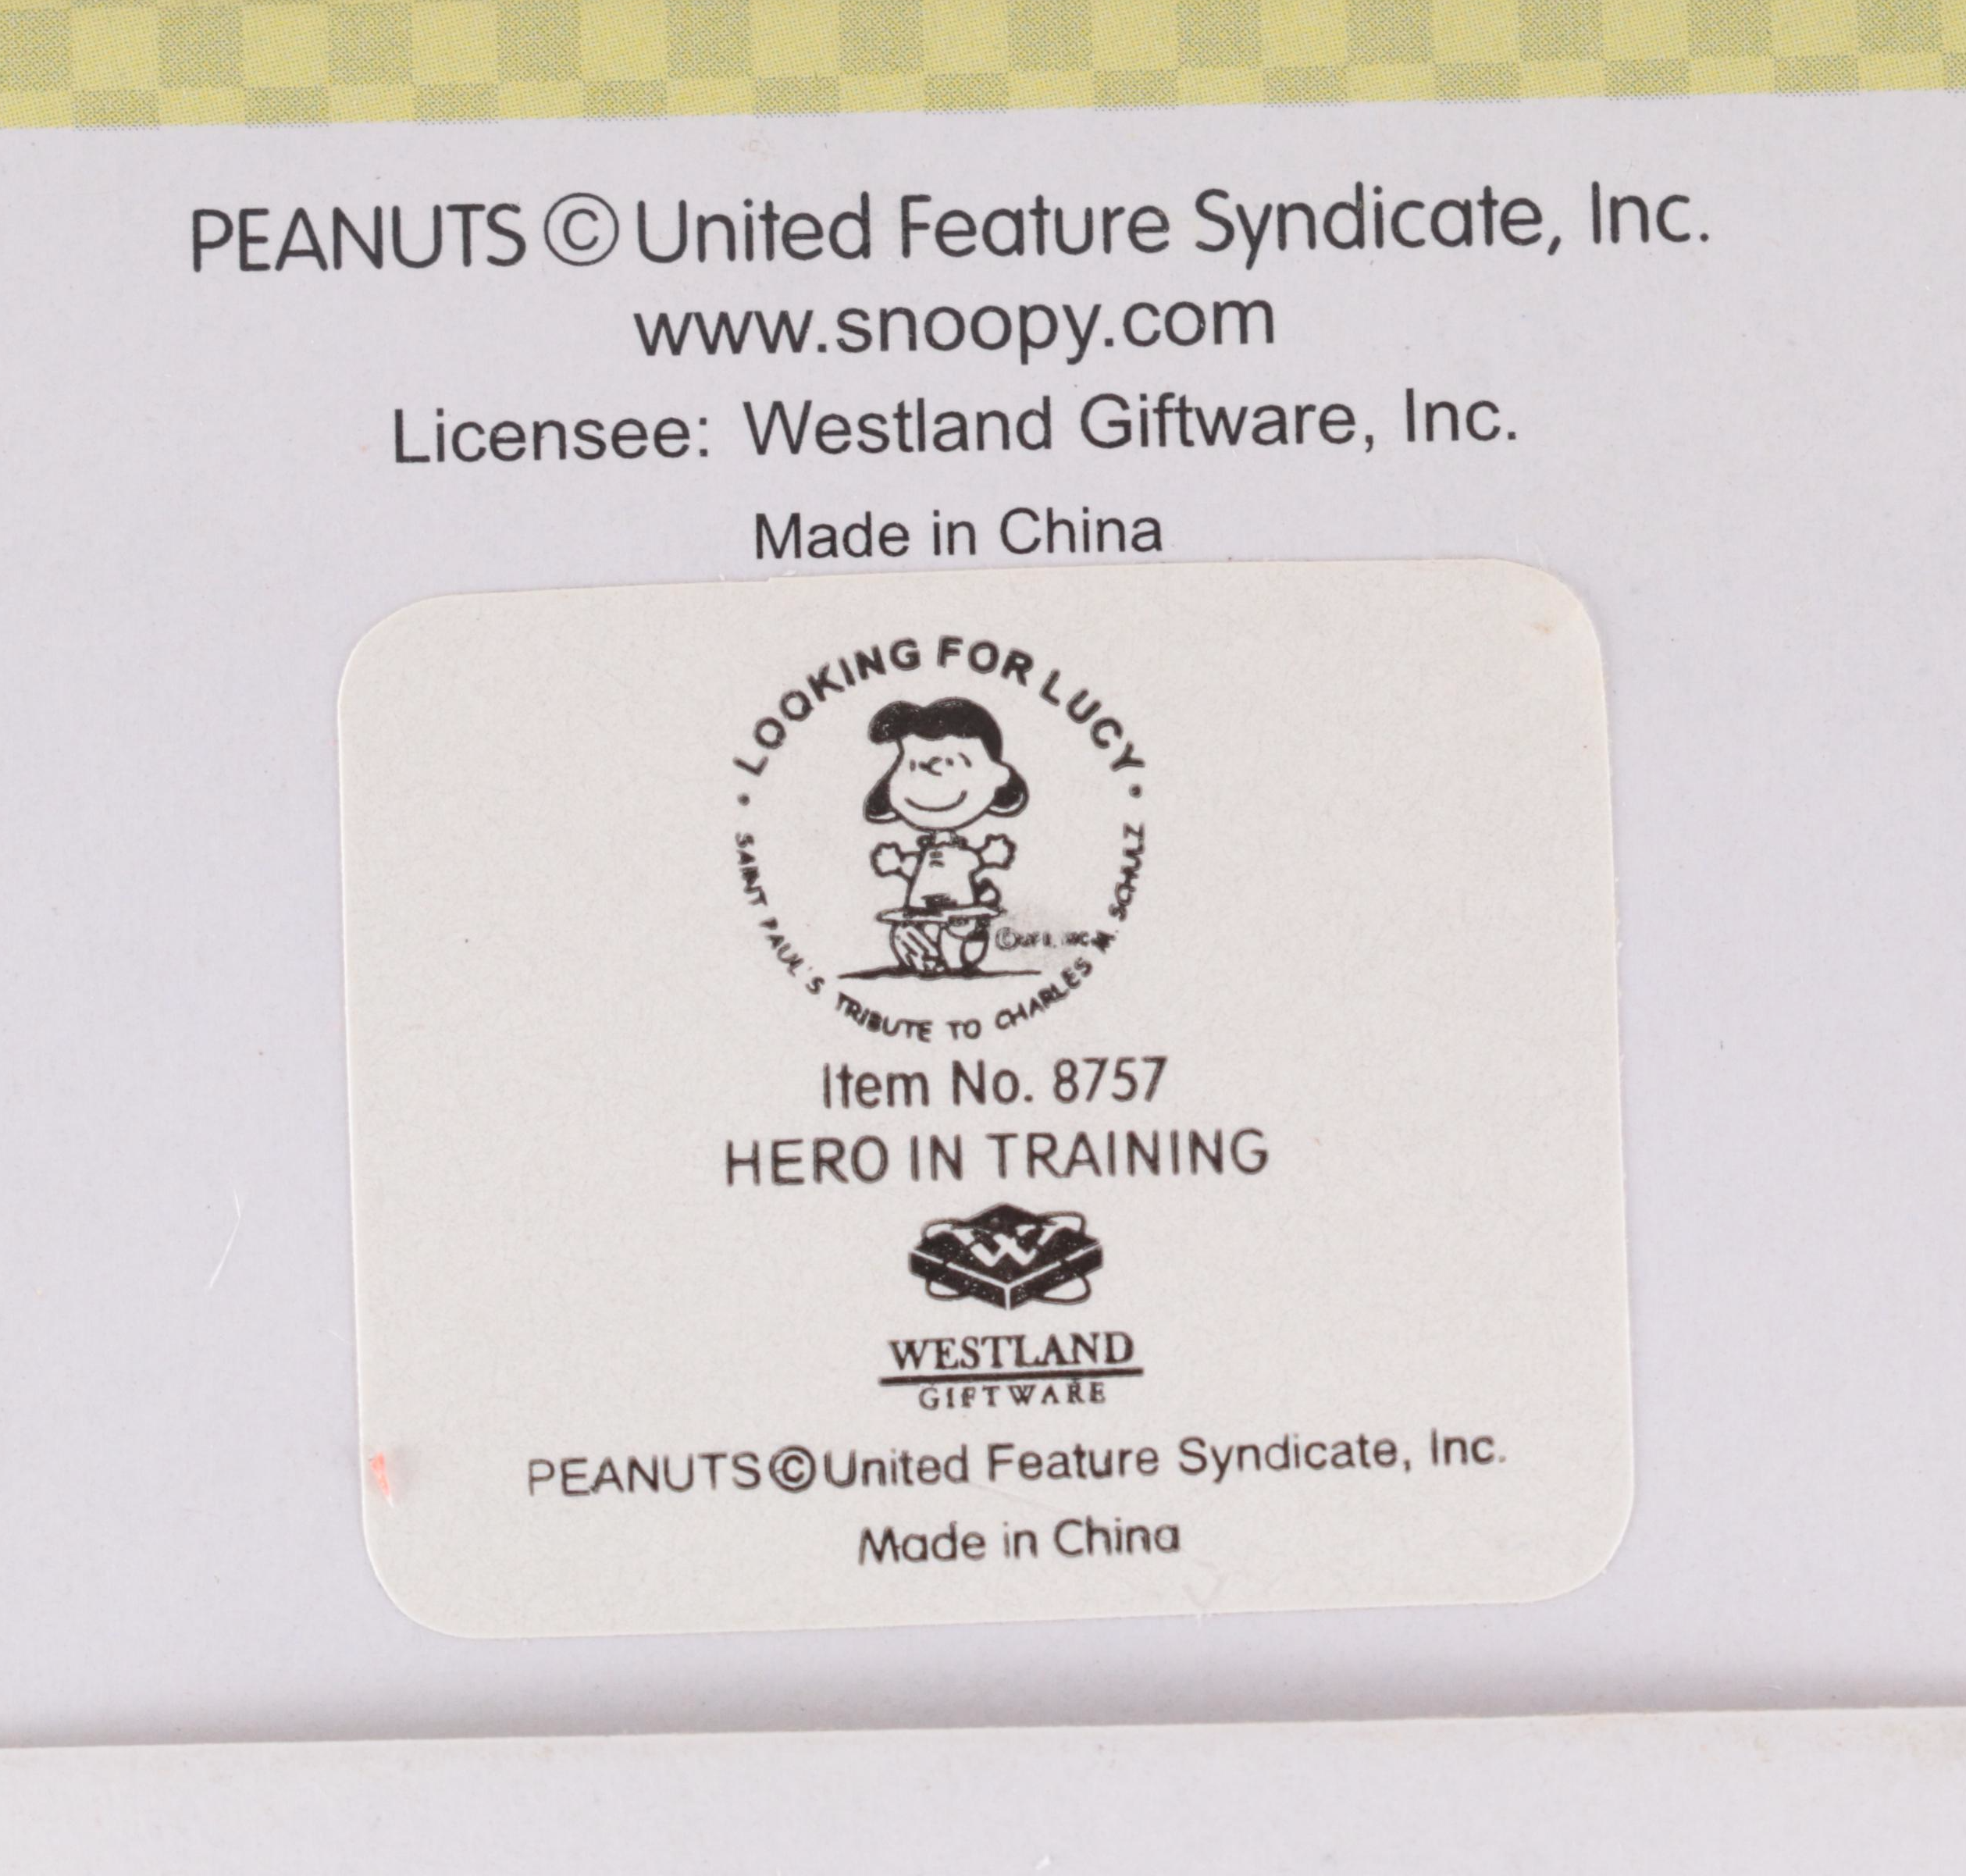 PEANUTS © United Feature Syndicate, Inc.
www.snoopy.com
Licensee: Westland Giftware, Inc.
Made in China
• LOOKING FOR LUCY •
SAINT PAUL'S TRIBUTE TO CHARLES M. SCHULZ
Item No. 8757
HERO IN TRAINING
W
WESTLAND
GIFTWARE
PEANUTS © United Feature Syndicate, Inc.
Made in China